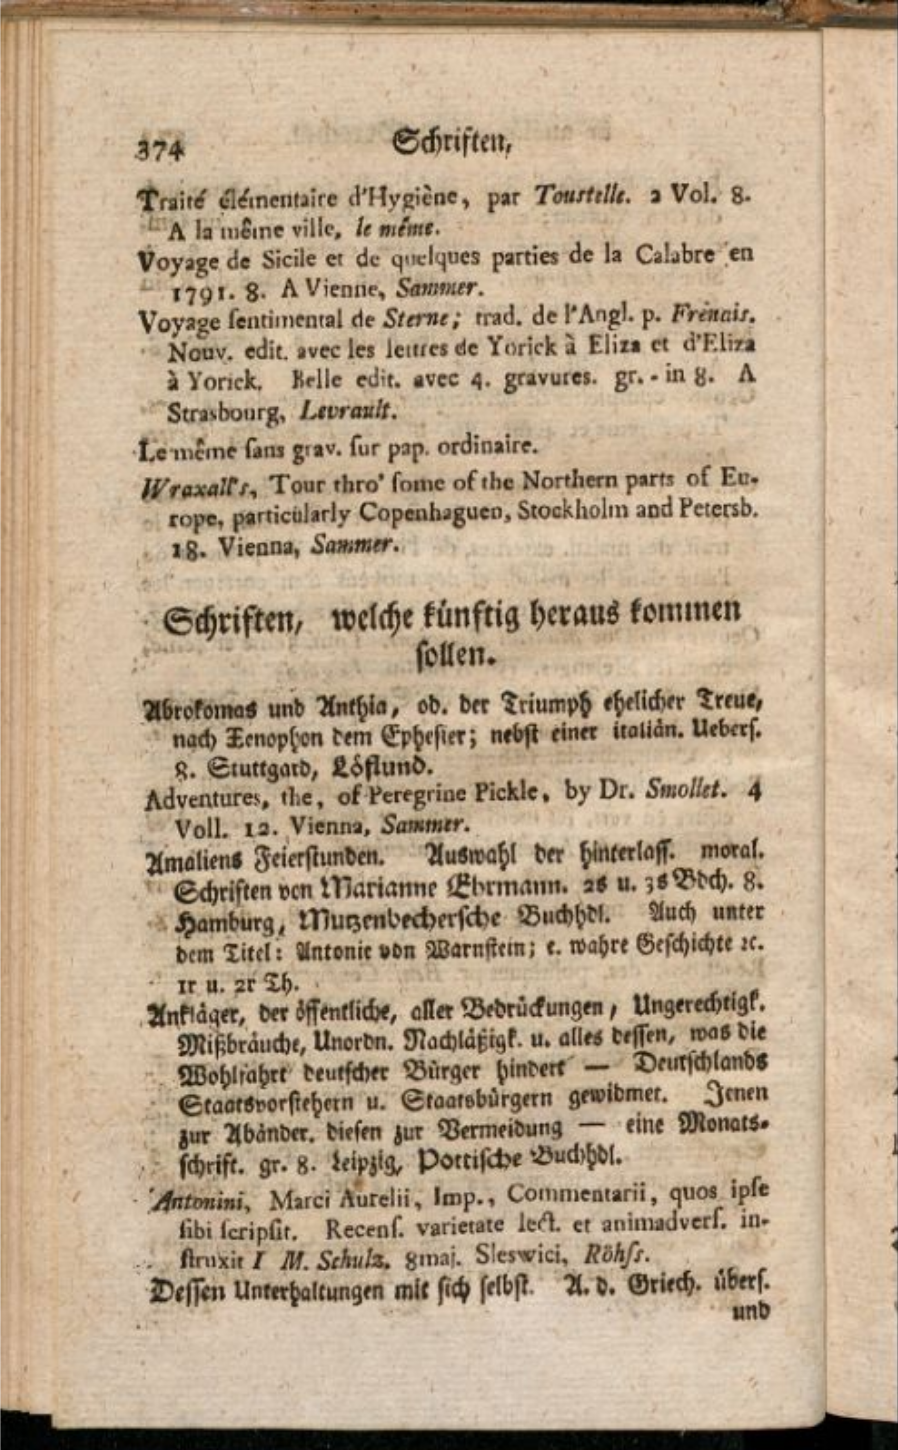 374 Schriften,
Traité élémentaire d'Hygiène, par Toustelle. 2 Vol. 8.
A la même ville, le même.
Voyage de Sicile et de quelques parties de la Calabre en
1791. 8. A Vienne, Sammer.
Voyage ſentimental de Sterne; trad. de l'Angl. p. Frénais.
Nouv. edit. avec les lettres de Yorick à Eliza et d'Eliza
à Yorick. Belle edit. avec 4. gravures. gr. - in 8. A
Strasbourg, Levrault.
Le même ſans grav. ſur pap. ordinaire.
Wraxall's, Tour thro' ſome of the Northern parts of Eu-
rope, particularly Copenhaguen, Stockholm and Petersb.
18. Vienna, Sammer.
Schriften, welche künftig heraus kommen
ſollen.
Abrokomas und Anthia, od. der Triumph ehelicher Treue,
nach Xenophon dem Epheſier; nebſt einer italiän. Ueberſ.
8. Stuttgard, Löflund.
Adventures, the, of Peregrine Pickle, by Dr. Smollet. 4
Voll. 12. Vienna, Sammer.
Amaliens Feierſtunden. Auswahl der hinterlaſſ. moral.
Schriften von Marianne Ehrmann. 2s u. 3s Bdch. 8.
Hamburg, Mutzenbecherſche Buchhdl. Auch unter
dem Titel: Antonie von Warnſtein; e. wahre Geſchichte ꝛc.
1r u. 2r Th.
Ankläger, der öffentliche, aller Bedrückungen, Ungerechtigk.
Mißbräuche, Unordn. Nachläßigk. u. alles deſſen, was die
Wohlfahrt deutſcher Bürger hindert — Deutſchlands
Staatsvorſtehern u. Staatsbürgern gewidmet. Jenen
zur Abänder. dieſen zur Vermeidung — eine Monats-
ſchrift. gr. 8. Leipzig, Pottiſche Buchhdl.
Antonini, Marci Aurelii, Imp., Commentarii, quos ipſe
ſibi ſcripſit. Recenſ. varietate lect. et animadverſ. in-
ſtruxit I M. Schulz. 8maj. Sleswici, Röhſs.
Deſſen Unterhaltungen mit ſich ſelbſt. A. d. Griech. überſ.
und